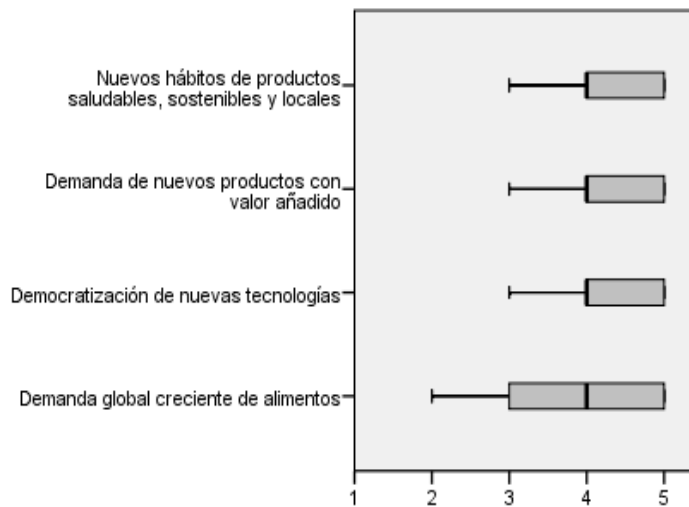 Nuevos hábitos de productos
saludables, sostenibles y locales
Demanda de nuevos productos con
valor añadido
Democratización de nuevas tecnologías
Demanda global creciente de alimentos
1 2 3 4 5